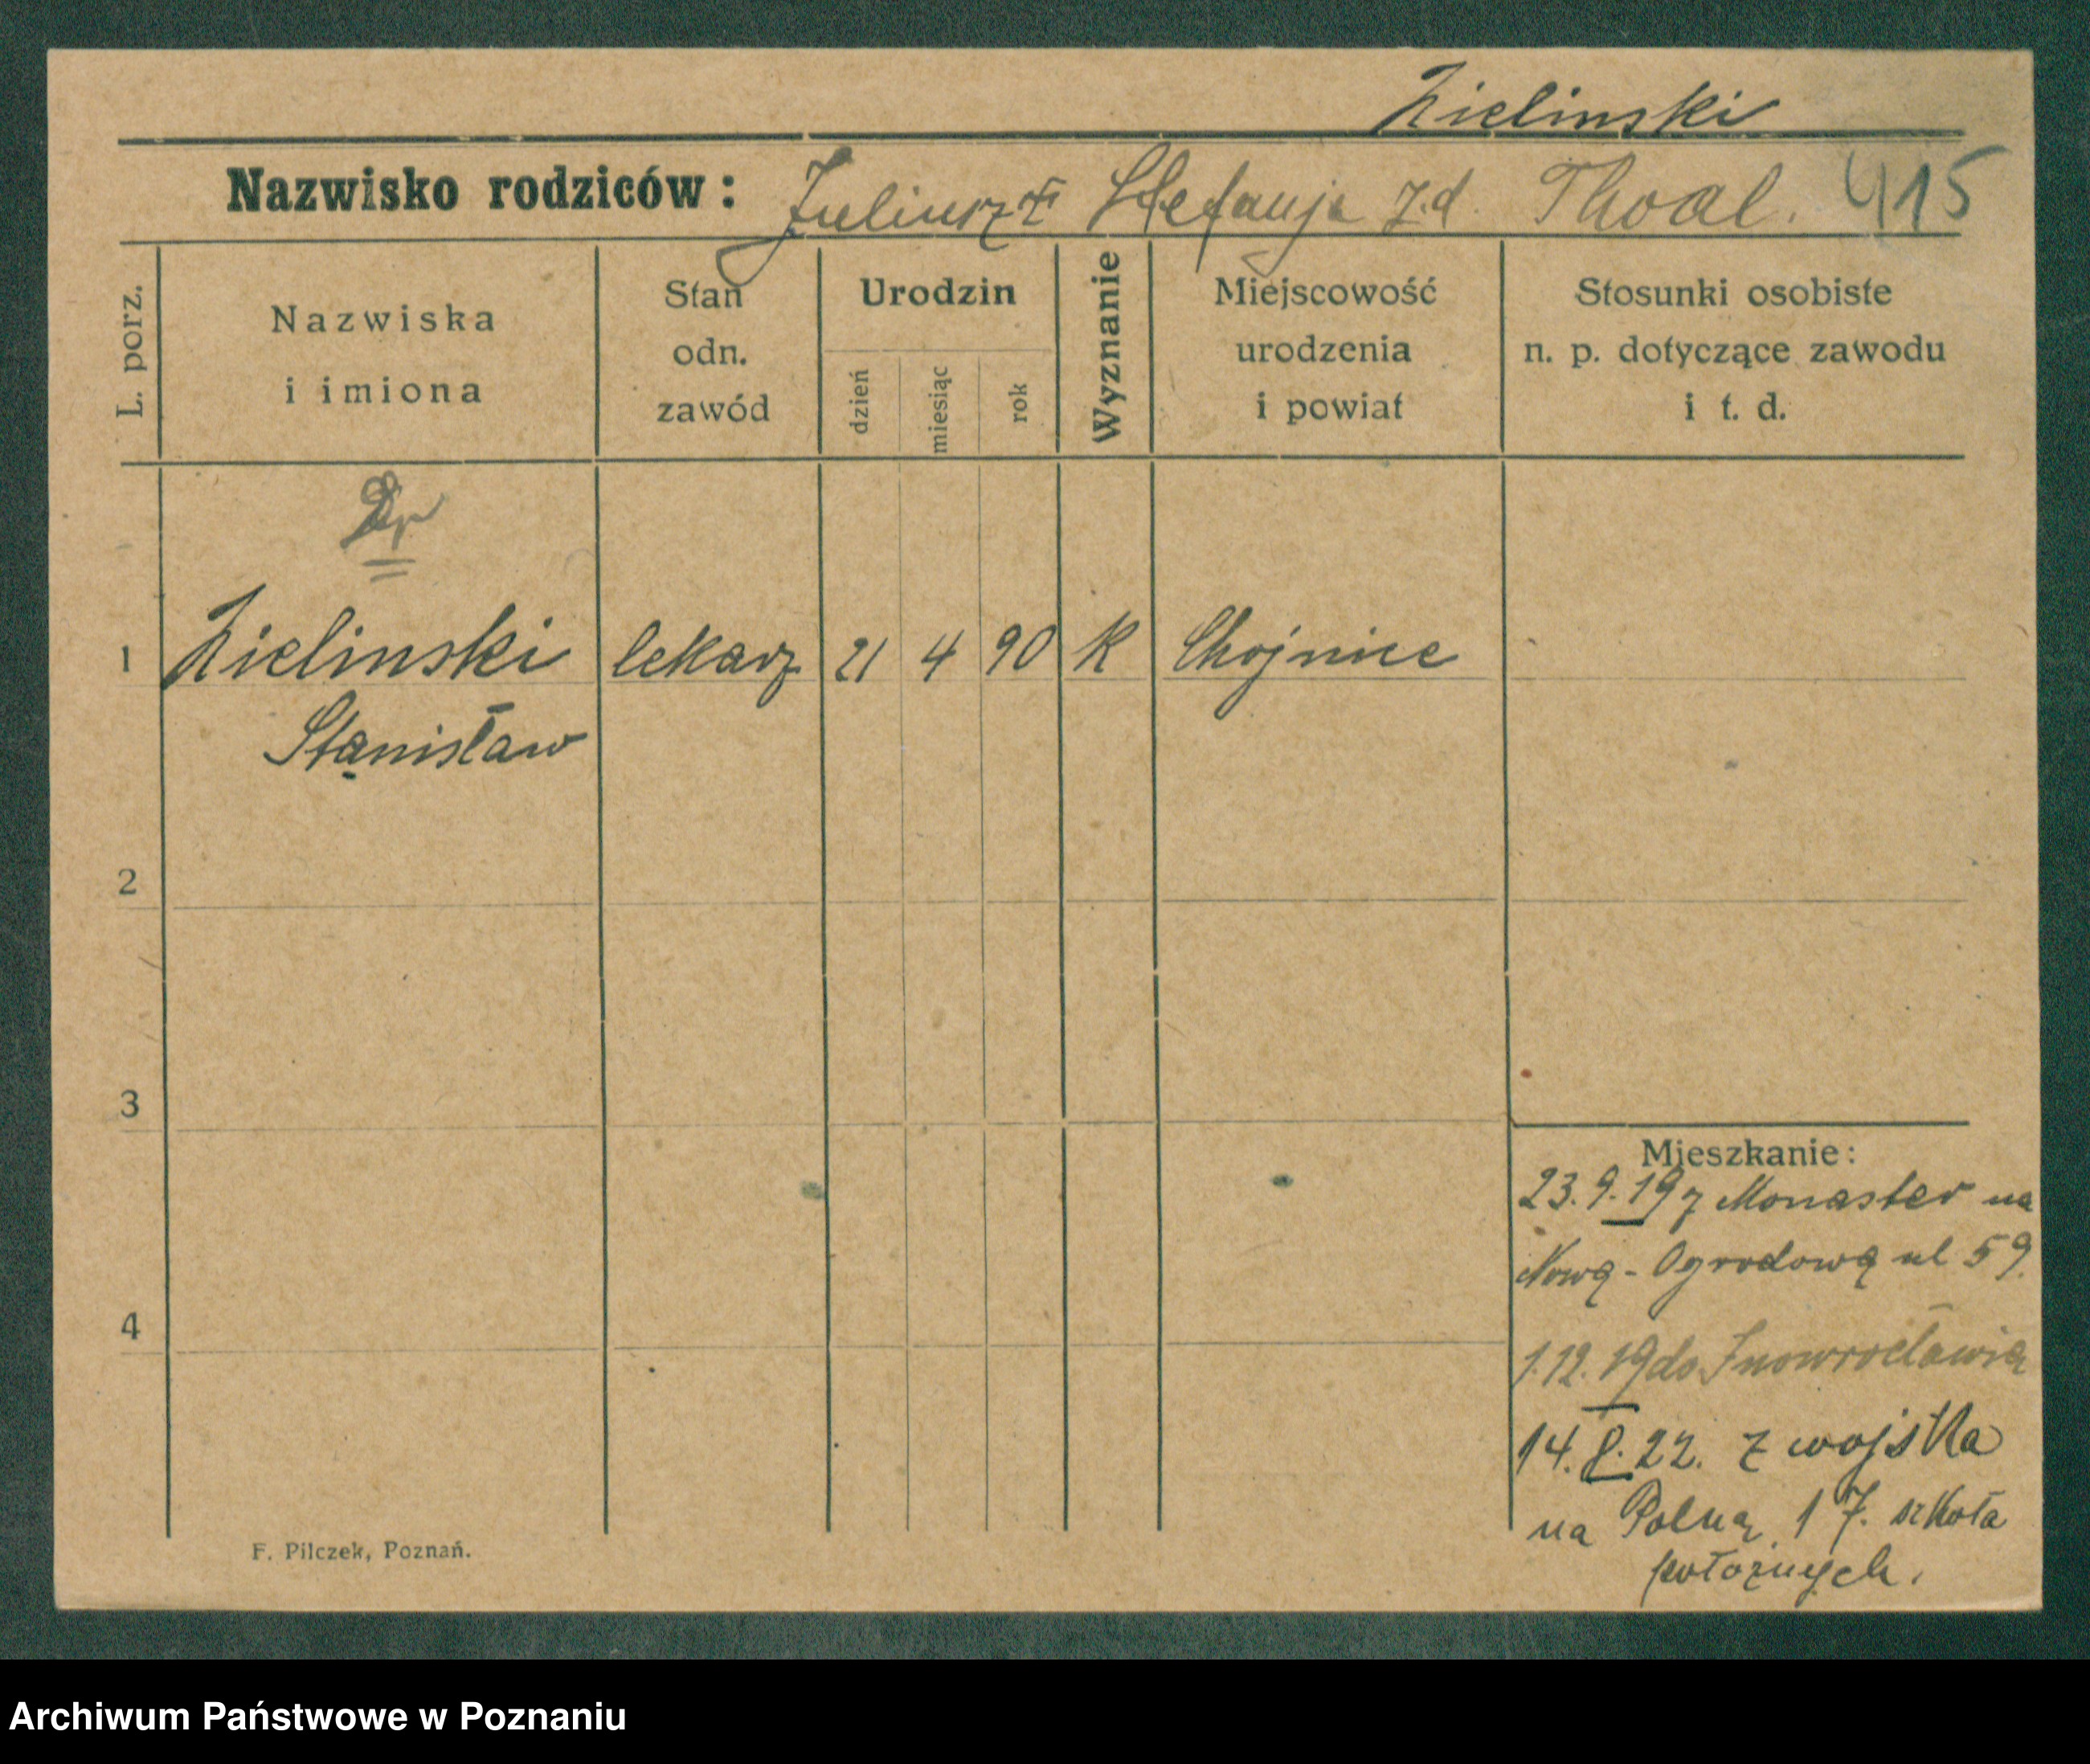 Zielinski
Nazwisko rodziców: Juliusz + Stefanja z.d. Thoal. 415
L. porz.
Nazwiska i imiona
Stan odn. zawód
Urodzin
dzień
miesiąc
rok
Wyznanie
Miejscowość urodzenia i powiat
Stosunki osobiste n. p. dotyczące zawodu i t. d.
Dr
1 Zielinski lekarz 21 4 90 K Chojnice
Stanisław
2
3
4
Mieszkanie:
23.9.19 z Monaster na
Nową - Ogrodową ul 59.
1.12.19 do Inowrocławia
14.8.22. z wojska
na Polną 17. szkoła
położnych.
F. Pilczek, Poznań.
Archiwum Państwowe w Poznaniu